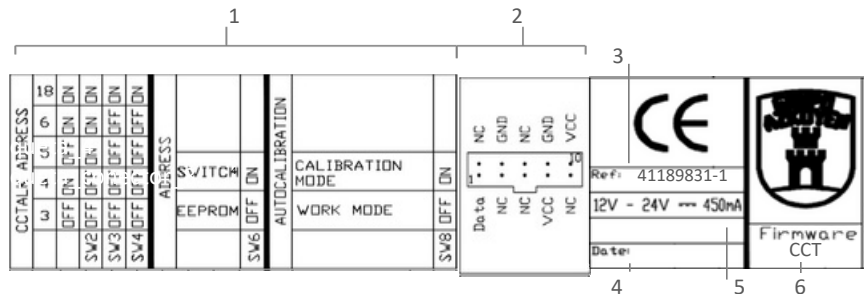 1
2
3
CCTALK ADDRESS
18 ON ON ON ON
6 ON ON OFF OFF
5 OFF OFF OFF
4 ON OFF OFF OFF
3 OFF OFF OFF OFF
SW2 SW3 SW4
ADDRESS
SWITCH ON
EEPROM OFF
SW6
AUTOCALIBRATION
CALIBRATION MODE ON
WORK MODE OFF
SW8
NC GND NC GND VCC
10
1
Data NC NC VCC NC
CE
Ref: 41189831-1
12V - 24V 450mA
Date:
Firmware
CCT
4
5
6